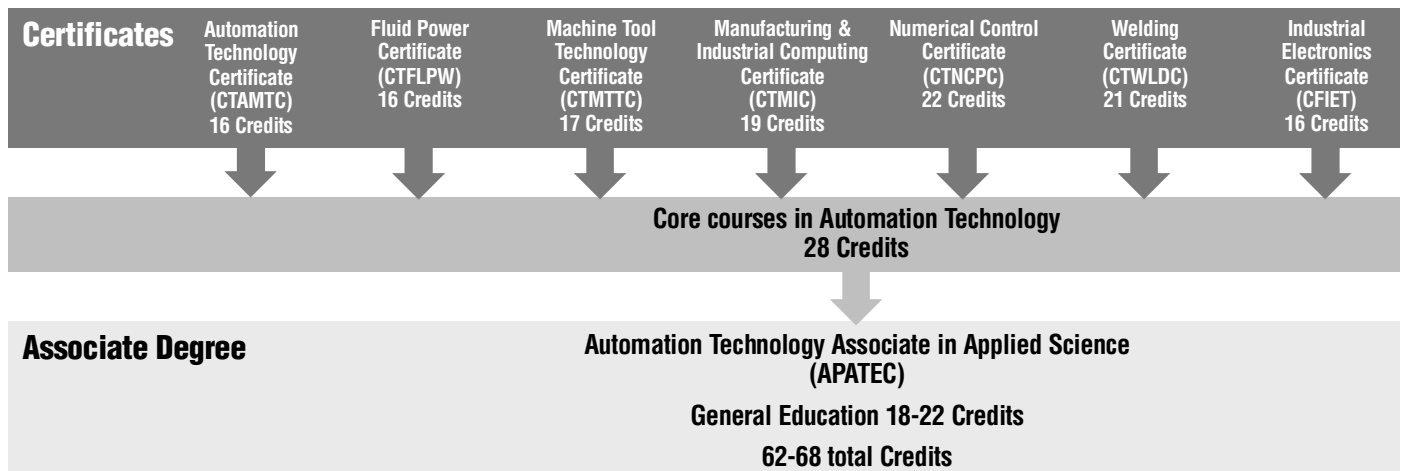 Certificates
Automation
Technology
Certificate
(CTAMTC)
16 Credits
Fluid Power
Certificate
(CTFLPW)
16 Credits
Machine Tool
Technology
Certificate
(CTMTTC)
17 Credits
Manufacturing &
Industrial Computing
Certificate
(CTMIC)
19 Credits
Numerical Control
Certificate
(CTNCPC)
22 Credits
Welding
Certificate
(CTWLDC)
21 Credits
Industrial
Electronics
Certificate
(CFIET)
16 Credits
Core courses in Automation Technology
28 Credits
Associate Degree
Automation Technology Associate in Applied Science
(APATEC)
General Education 18-22 Credits
62-68 total Credits